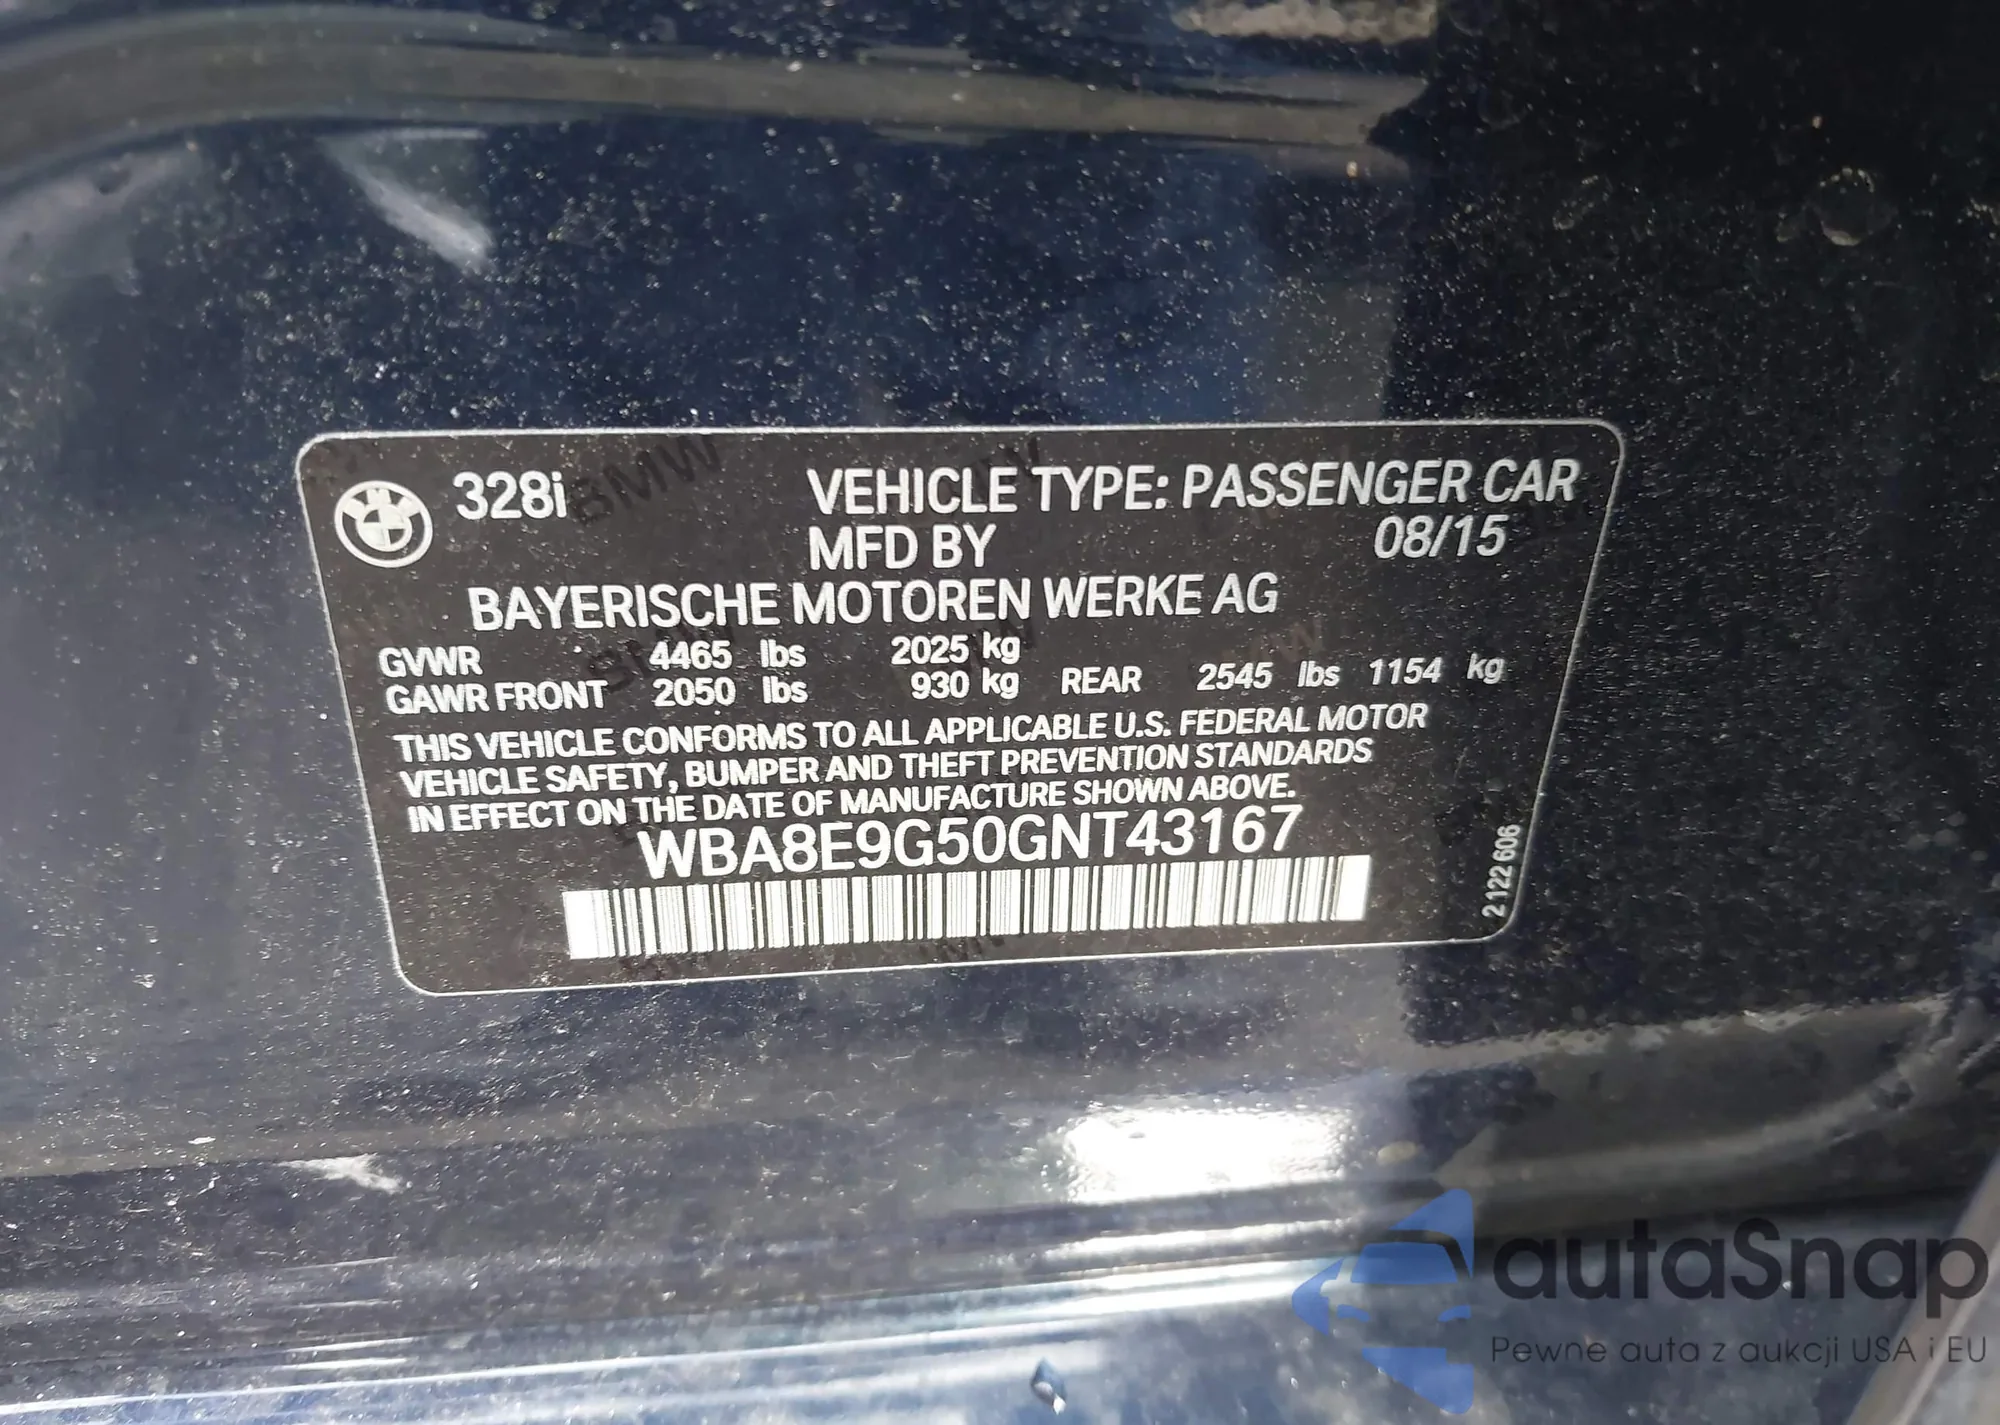 328i VEHICLE TYPE: PASSENGER CAR
MFD BY 08/15
BAYERISCHE MOTOREN WERKE AG
GVWR 4465 lbs 2025 kg
GAWR FRONT 2050 lbs 930 kg REAR 2545 lbs 1154 kg
THIS VEHICLE CONFORMS TO ALL APPLICABLE U.S. FEDERAL MOTOR
VEHICLE SAFETY, BUMPER AND THEFT PREVENTION STANDARDS
IN EFFECT ON THE DATE OF MANUFACTURE SHOWN ABOVE.
WBA8E9G50GNT43167
2 122 606
autaSnap
Pewne auta z aukcji USA i EU